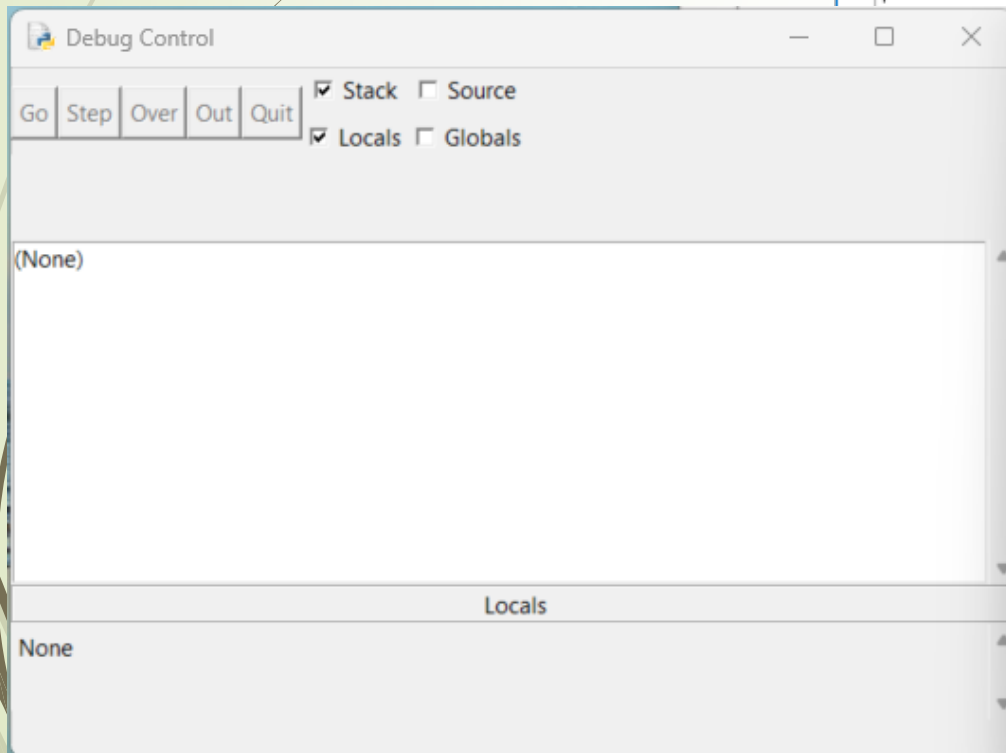 Debug Control
Go Step Over Out Quit
Stack Source
Locals Globals
(None)
Locals
None